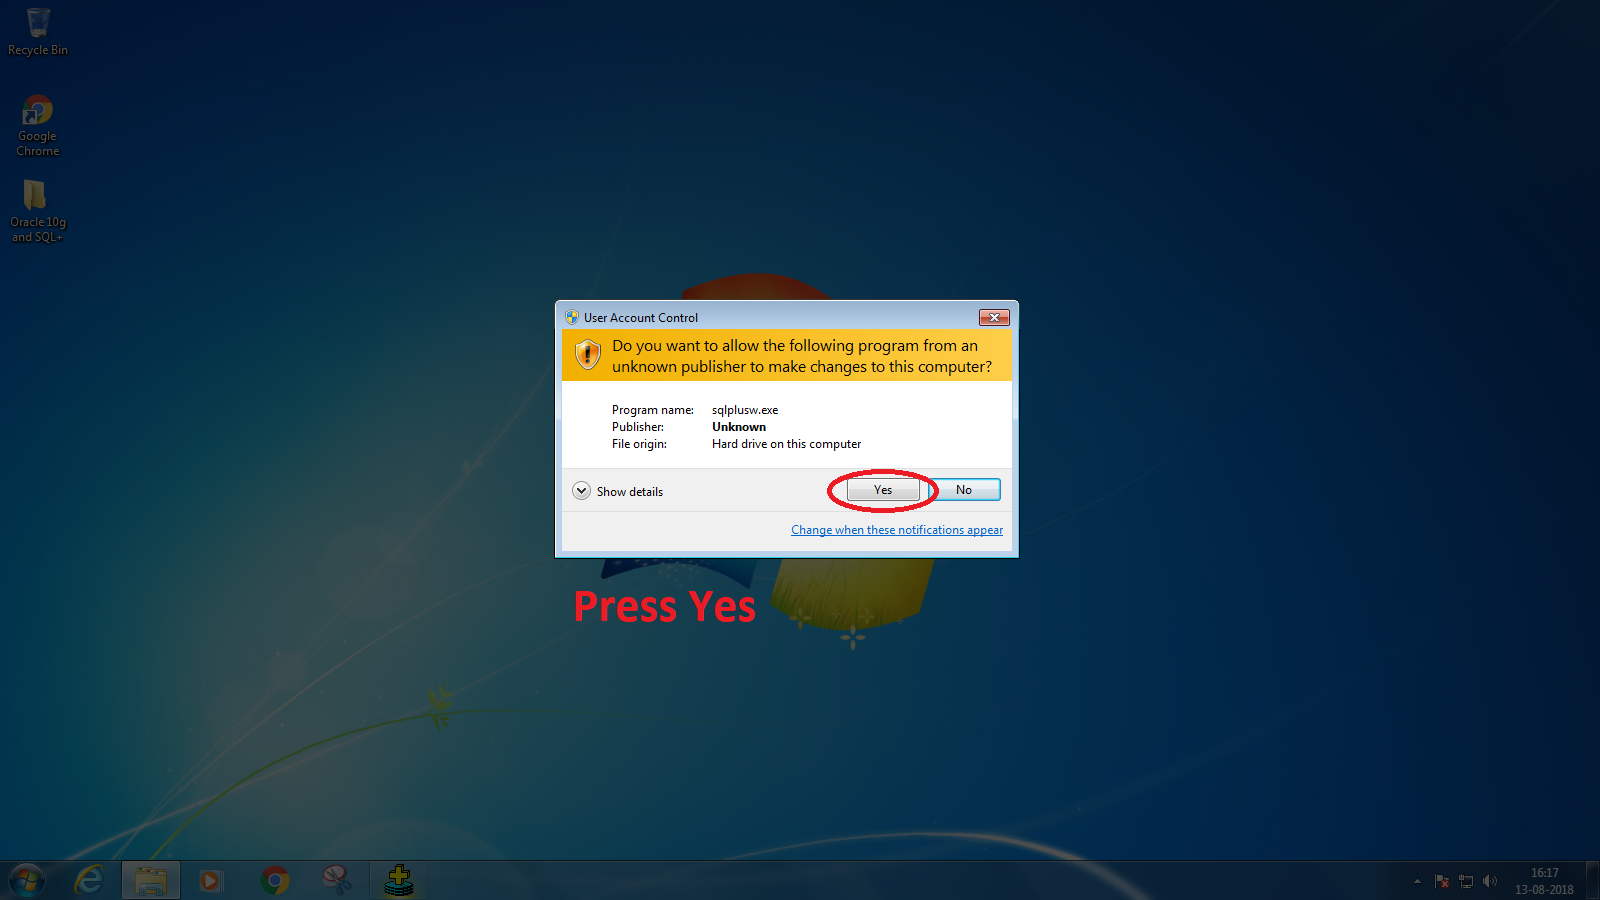 Recycle Bin
Google
Chrome
Oracle 10g
and SQL+
User Account Control
Do you want to allow the following program from an
unknown publisher to make changes to this computer?
Program name: sqlplusw.exe
Publisher: Unknown
File origin: Hard drive on this computer
Show details
Yes
No
Change when these notifications appear
Press Yes
16:17
13-08-2018